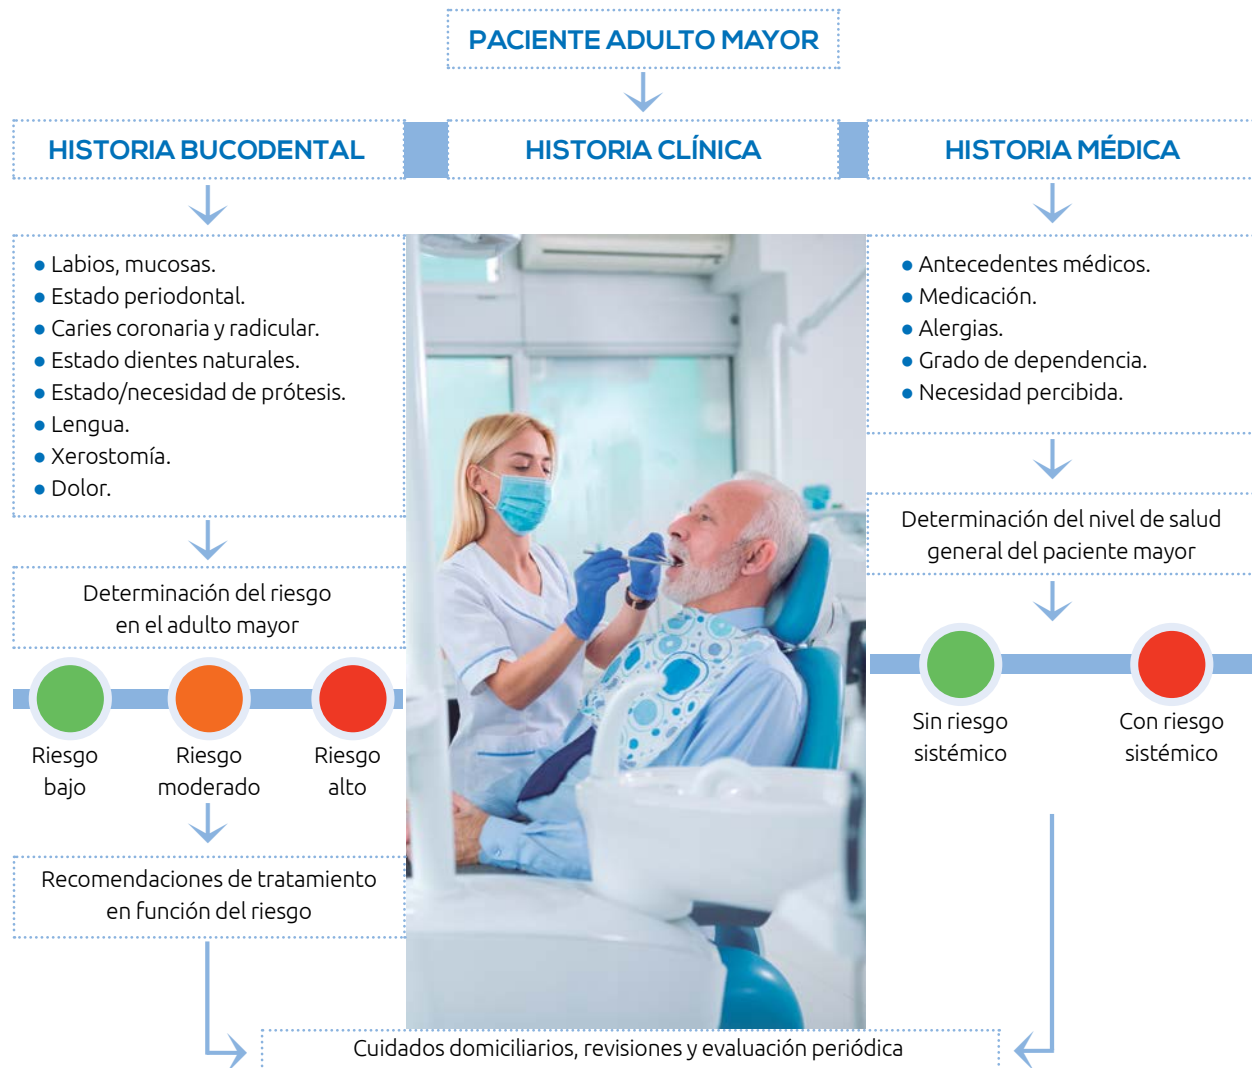 PACIENTE ADULTO MAYOR
HISTORIA BUCODENTAL
HISTORIA CLÍNICA
HISTORIA MÉDICA
● Labios, mucosas.
● Estado periodontal.
● Caries coronaria y radicular.
● Estado dientes naturales.
● Estado/necesidad de prótesis.
● Lengua.
● Xerostomía.
● Dolor.
● Antecedentes médicos.
● Medicación.
● Alergias.
● Grado de dependencia.
● Necesidad percibida.
Determinación del riesgo
en el adulto mayor
Riesgo
bajo
Riesgo
moderado
Riesgo
alto
Recomendaciones de tratamiento
en función del riesgo
Determinación del nivel de salud
general del paciente mayor
Sin riesgo
sistémico
Con riesgo
sistémico
Cuidados domiciliarios, revisiones y evaluación periódica